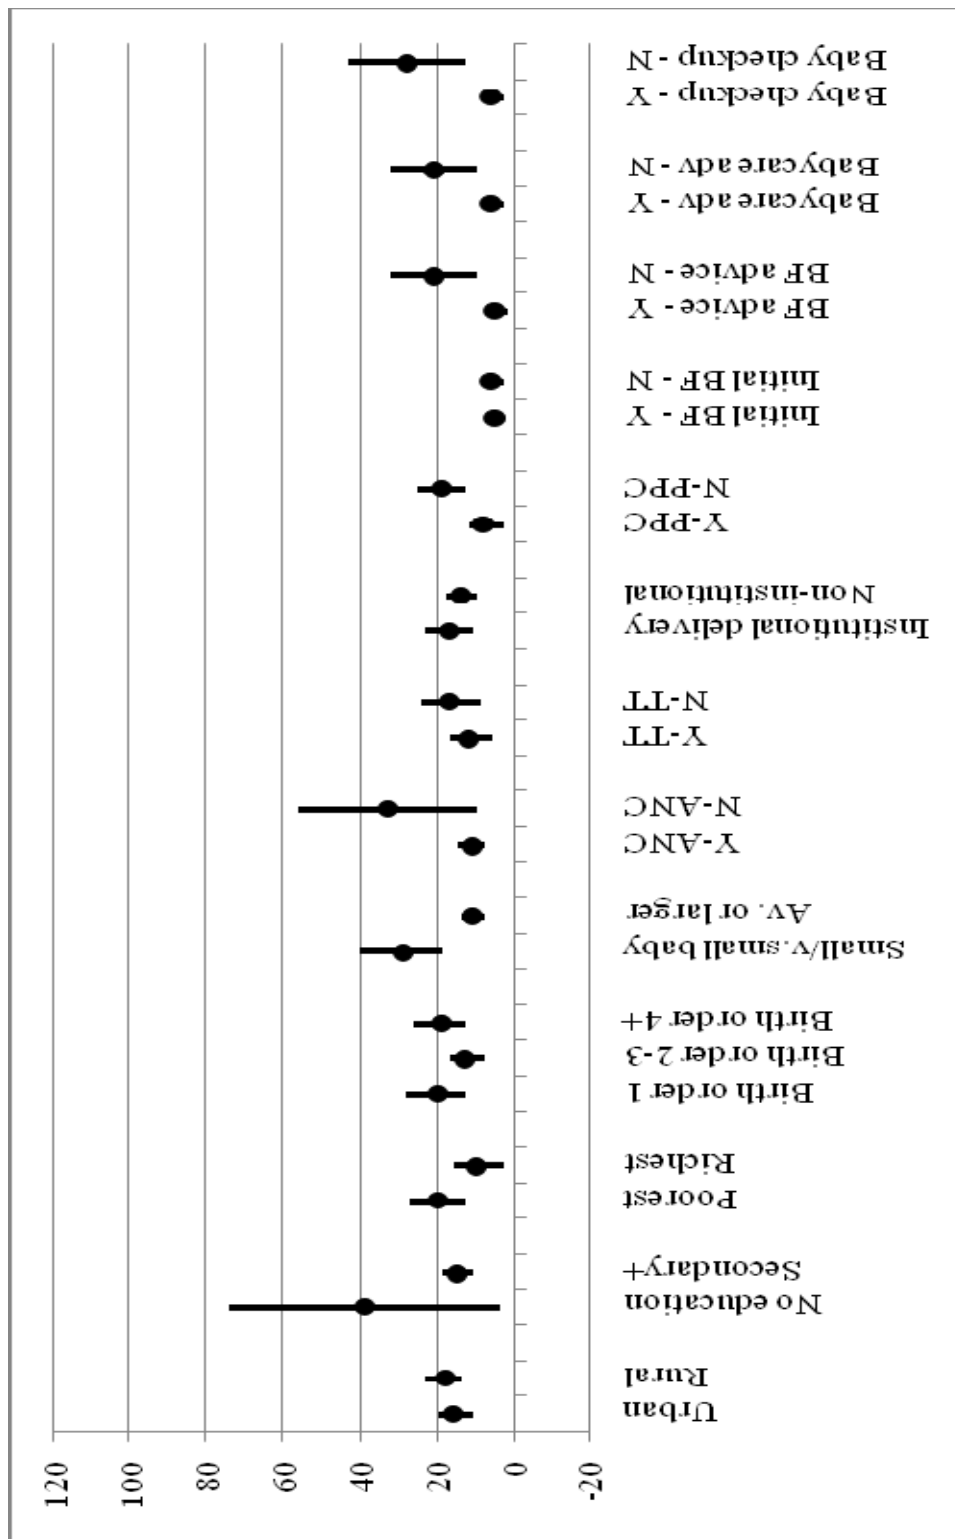 120
100
80
60
40
20
0
-20
Urban
Rural
No education
Secondary+
Poorest
Richest
Birth order 1
Birth order 2-3
Birth order 4+
Small/v.small baby
Av. or larger
Y-ANC
N-ANC
Y-TT
N-TT
Institutional delivery
Non-institutional
Y-PPC
N-PPC
Initial BF - Y
Initial BF - N
BF advice - Y
BF advice - N
Babycare adv - Y
Babycare adv - N
Baby checkup - Y
Baby checkup - N